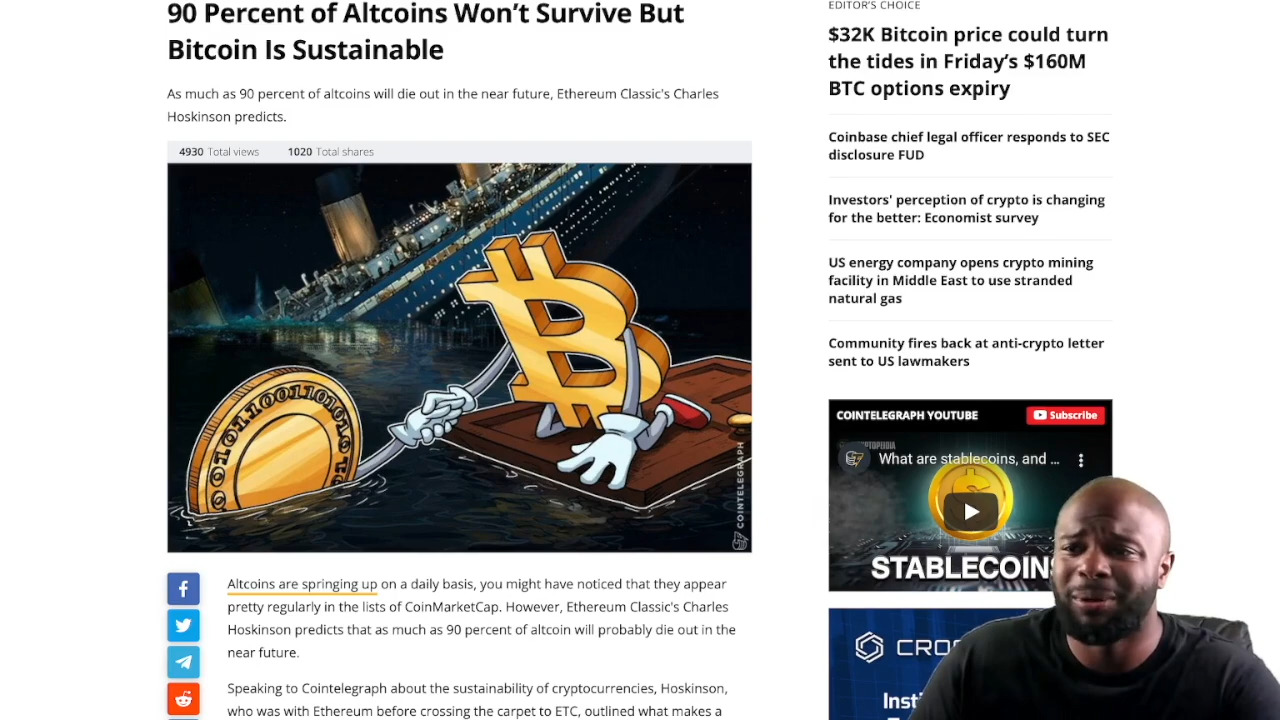 90 Percent of Altcoins Won’t Survive But
Bitcoin Is Sustainable
As much as 90 percent of altcoins will die out in the near future, Ethereum Classic's Charles
Hoskinson predicts.
4930 Total views 1020 Total shares
01011001101010
COINTELEGRAPH
Altcoins are springing up on a daily basis, you might have noticed that they appear
pretty regularly in the lists of CoinMarketCap. However, Ethereum Classic's Charles
Hoskinson predicts that as much as 90 percent of altcoin will probably die out in the
near future.
Speaking to Cointelegraph about the sustainability of cryptocurrencies, Hoskinson,
who was with Ethereum before crossing the carpet to ETC, outlined what makes a
EDITOR’S CHOICE
$32K Bitcoin price could turn
the tides in Friday’s $160M
BTC options expiry
Coinbase chief legal officer responds to SEC
disclosure FUD
Investors' perception of crypto is changing
for the better: Economist survey
US energy company opens crypto mining
facility in Middle East to use stranded
natural gas
Community fires back at anti-crypto letter
sent to US lawmakers
COINTELEGRAPH YOUTUBE
Subscribe
What are stablecoins, and ...
STABLECOINS
CRO
Insti